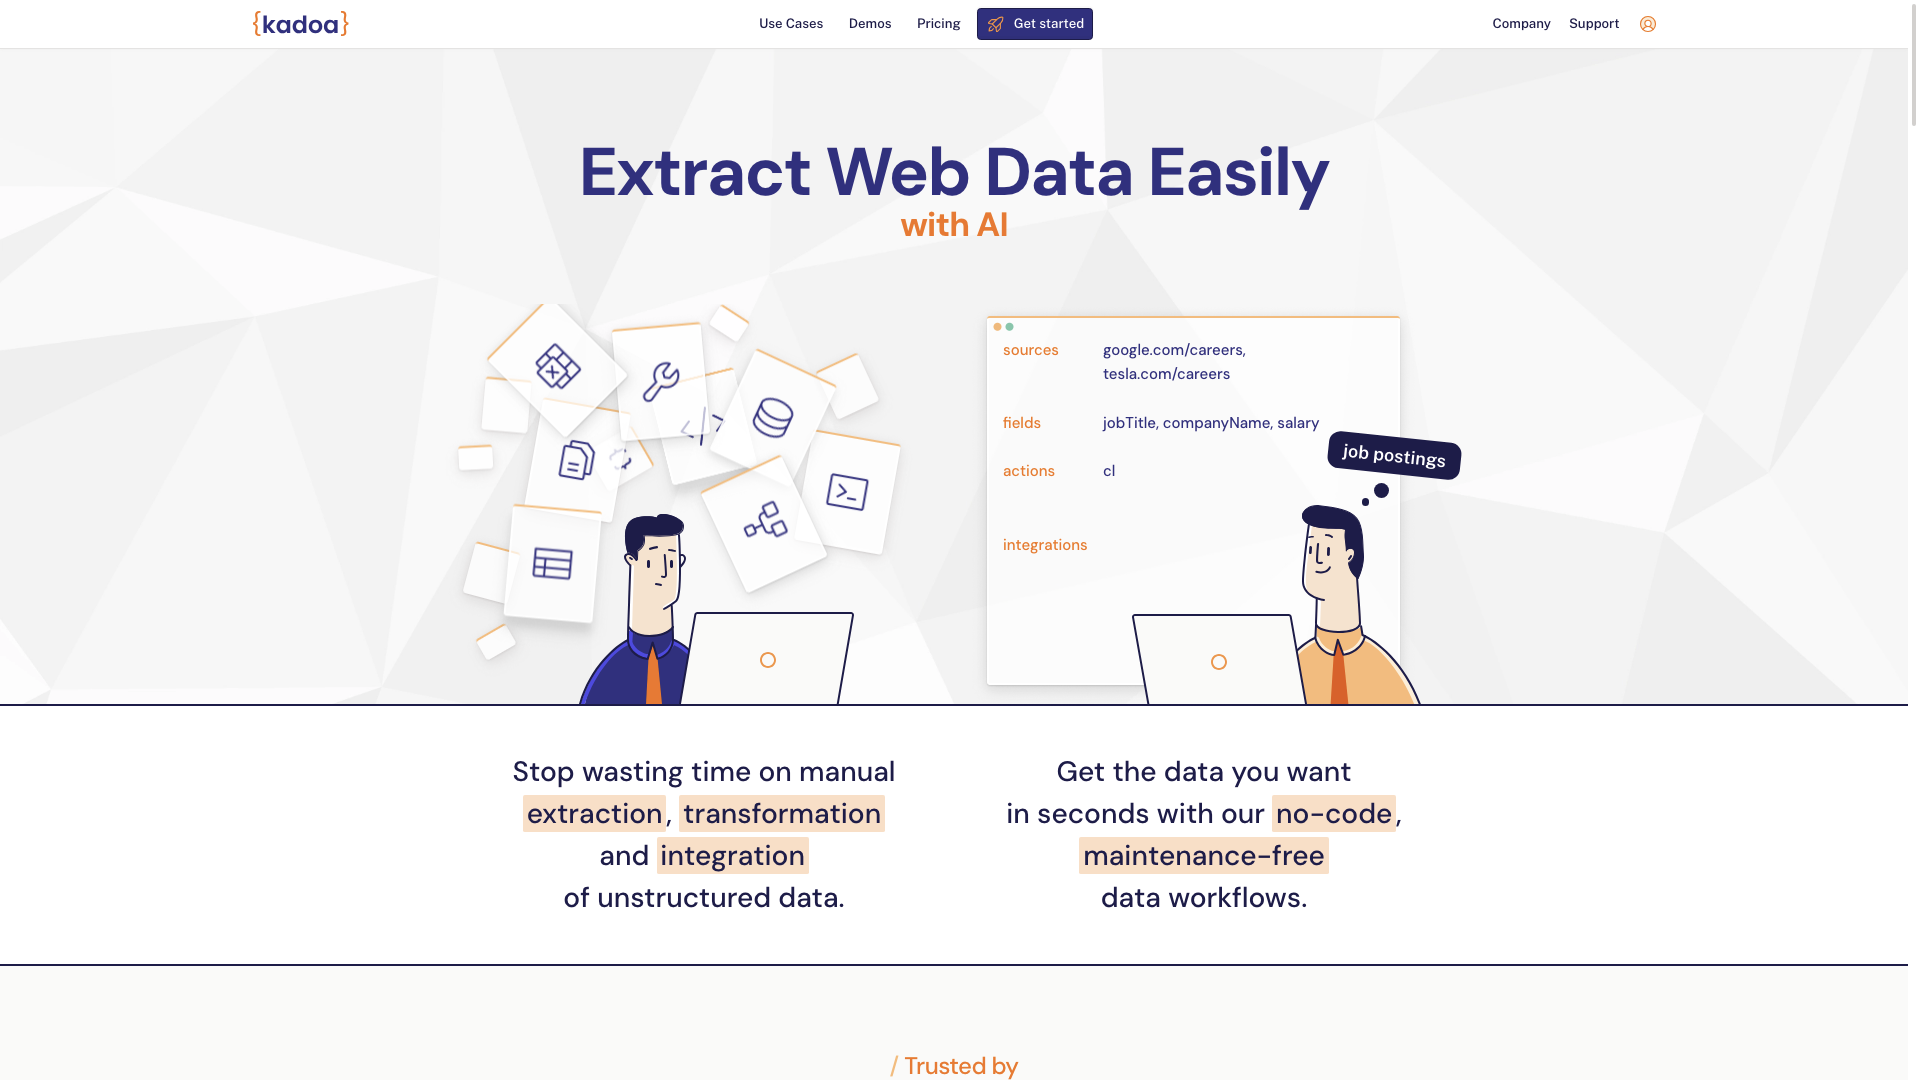 {kadoa}
Use Cases
Demos
Pricing
Get started
Company
Support
Extract Web Data Easily
with AI
sources
google.com/careers,
tesla.com/careers
fields
jobTitle, companyName, salary
job postings
actions
cl
integrations
Stop wasting time on manual
extraction, transformation
and integration
of unstructured data.
Get the data you want
in seconds with our no-code,
maintenance-free
data workflows.
/ Trusted by